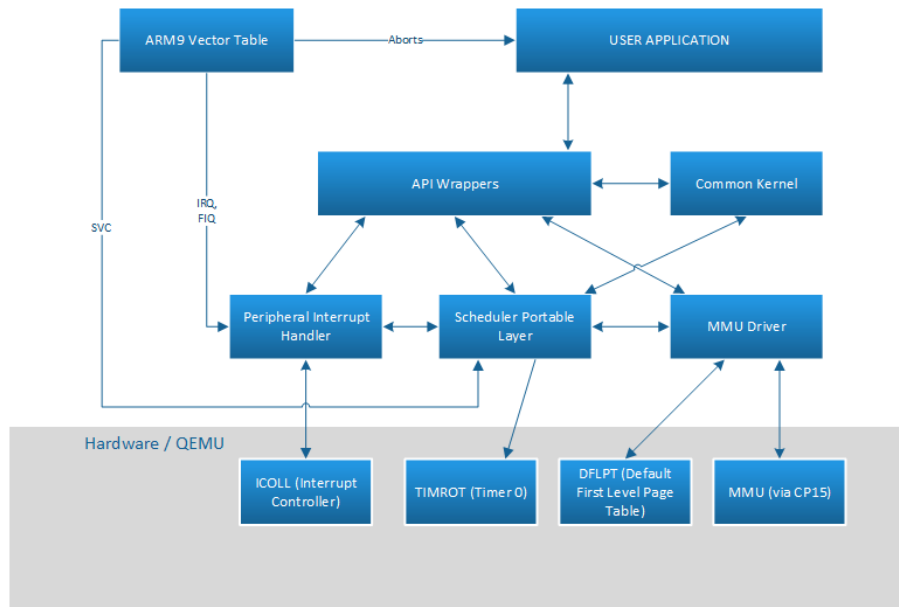 ARM9 Vector Table
Aborts
USER APPLICATION
API Wrappers
Common Kernel
IRQ,
FIQ
SVC
Peripheral Interrupt
Handler
Scheduler Portable
Layer
MMU Driver
Hardware / QEMU
ICOLL (Interrupt
Controller)
TIMROT (Timer 0)
DFLPT (Default
First Level Page
Table)
MMU (via CP15)